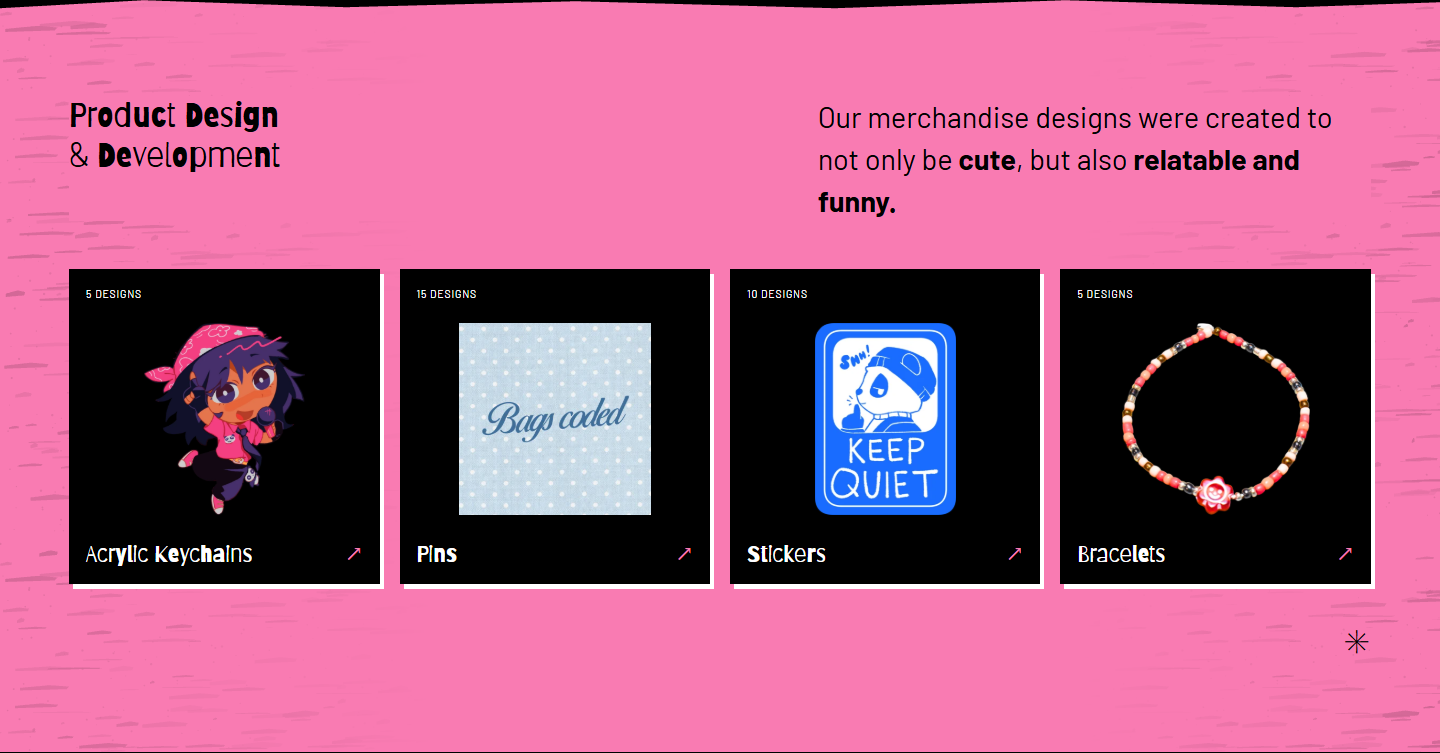 Product Design
& Development
Our merchandise designs were created to
not only be cute, but also relatable and
funny.
5 DESIGNS
15 DESIGNS
10 DESIGNS
5 DESIGNS
Bags coded
SHH!
KEEP
QUIET
Acrylic Keychains
Pins
Stickers
Bracelets